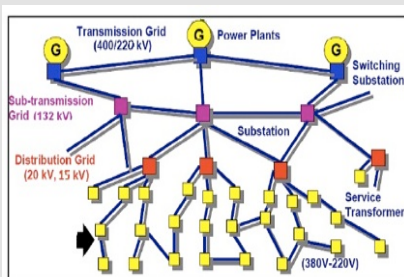 G
G
G
Transmission Grid
(400/220 kV)
Power Plants
Switching
Substation
Sub-transmission
Grid (132 kV)
Substation
Distribution Grid
(20 kV, 15 kV)
Service
Transformer
(380V-220V)